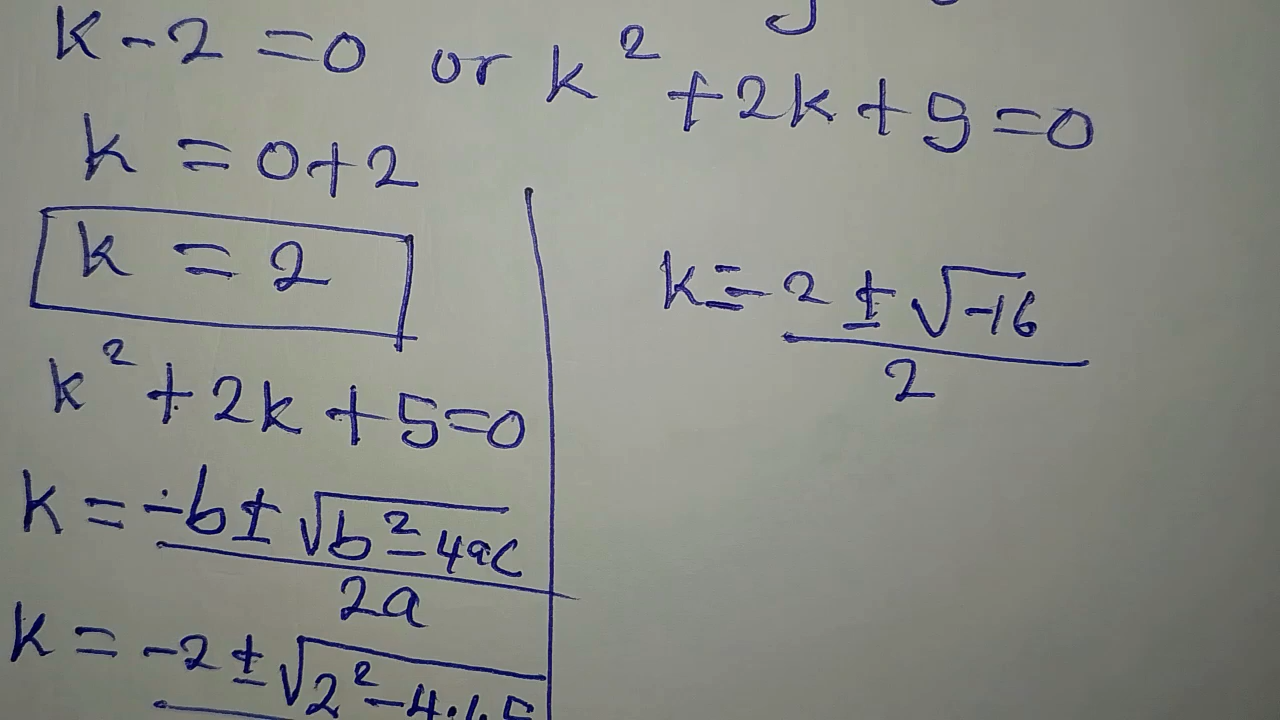 k - 2 = 0 or k² + 2k + 5 = 0
k = 0 + 2
k = 2
k² + 2k + 5 = 0
k = (-b ± √(b² - 4ac)) / 2a
k = -2 ± √(2² - 4·1·5
k = (-2 ± √-16) / 2